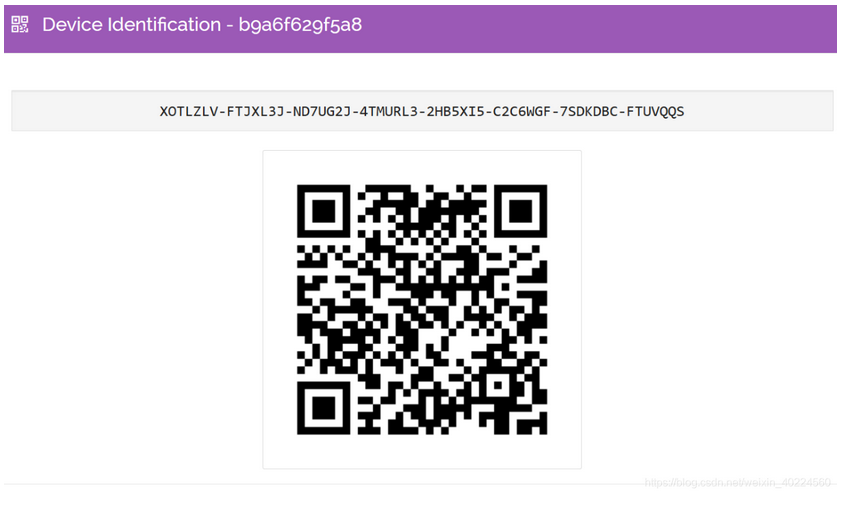 Device Identification - b9a6f629f5a8
XOTLZLV-FTJXL3J-ND7UG2J-4TMURL3-2HB5XI5-C2C6WGF-7SDKDBC-FTUVQQS
https://blog.csdn.net/weixin_40224560